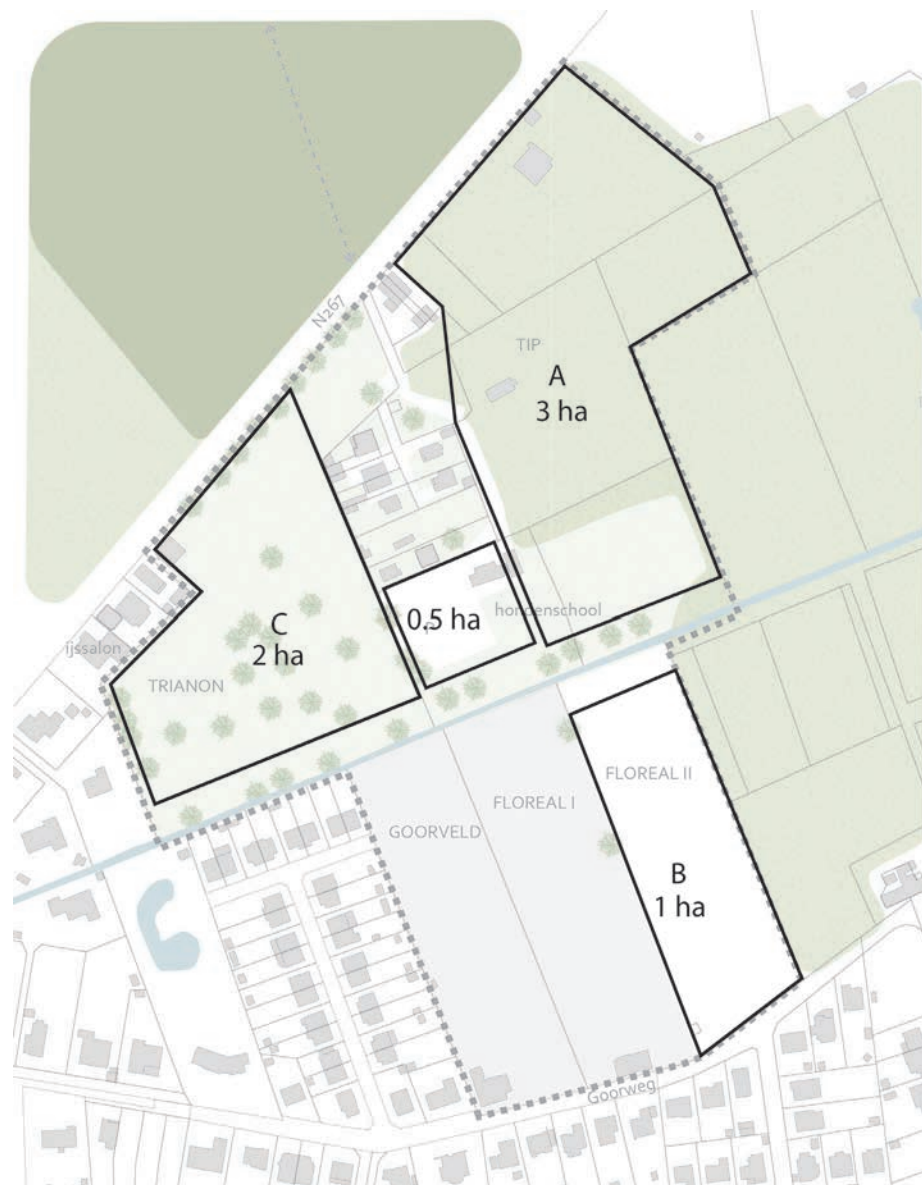 N267
TIP
A
3 ha
hondenschool
0.5 ha
C
2 ha
ijssalon
TRIANON
FLOREAL II
FLOREAL I
GOORVELD
B
1 ha
Goorweg